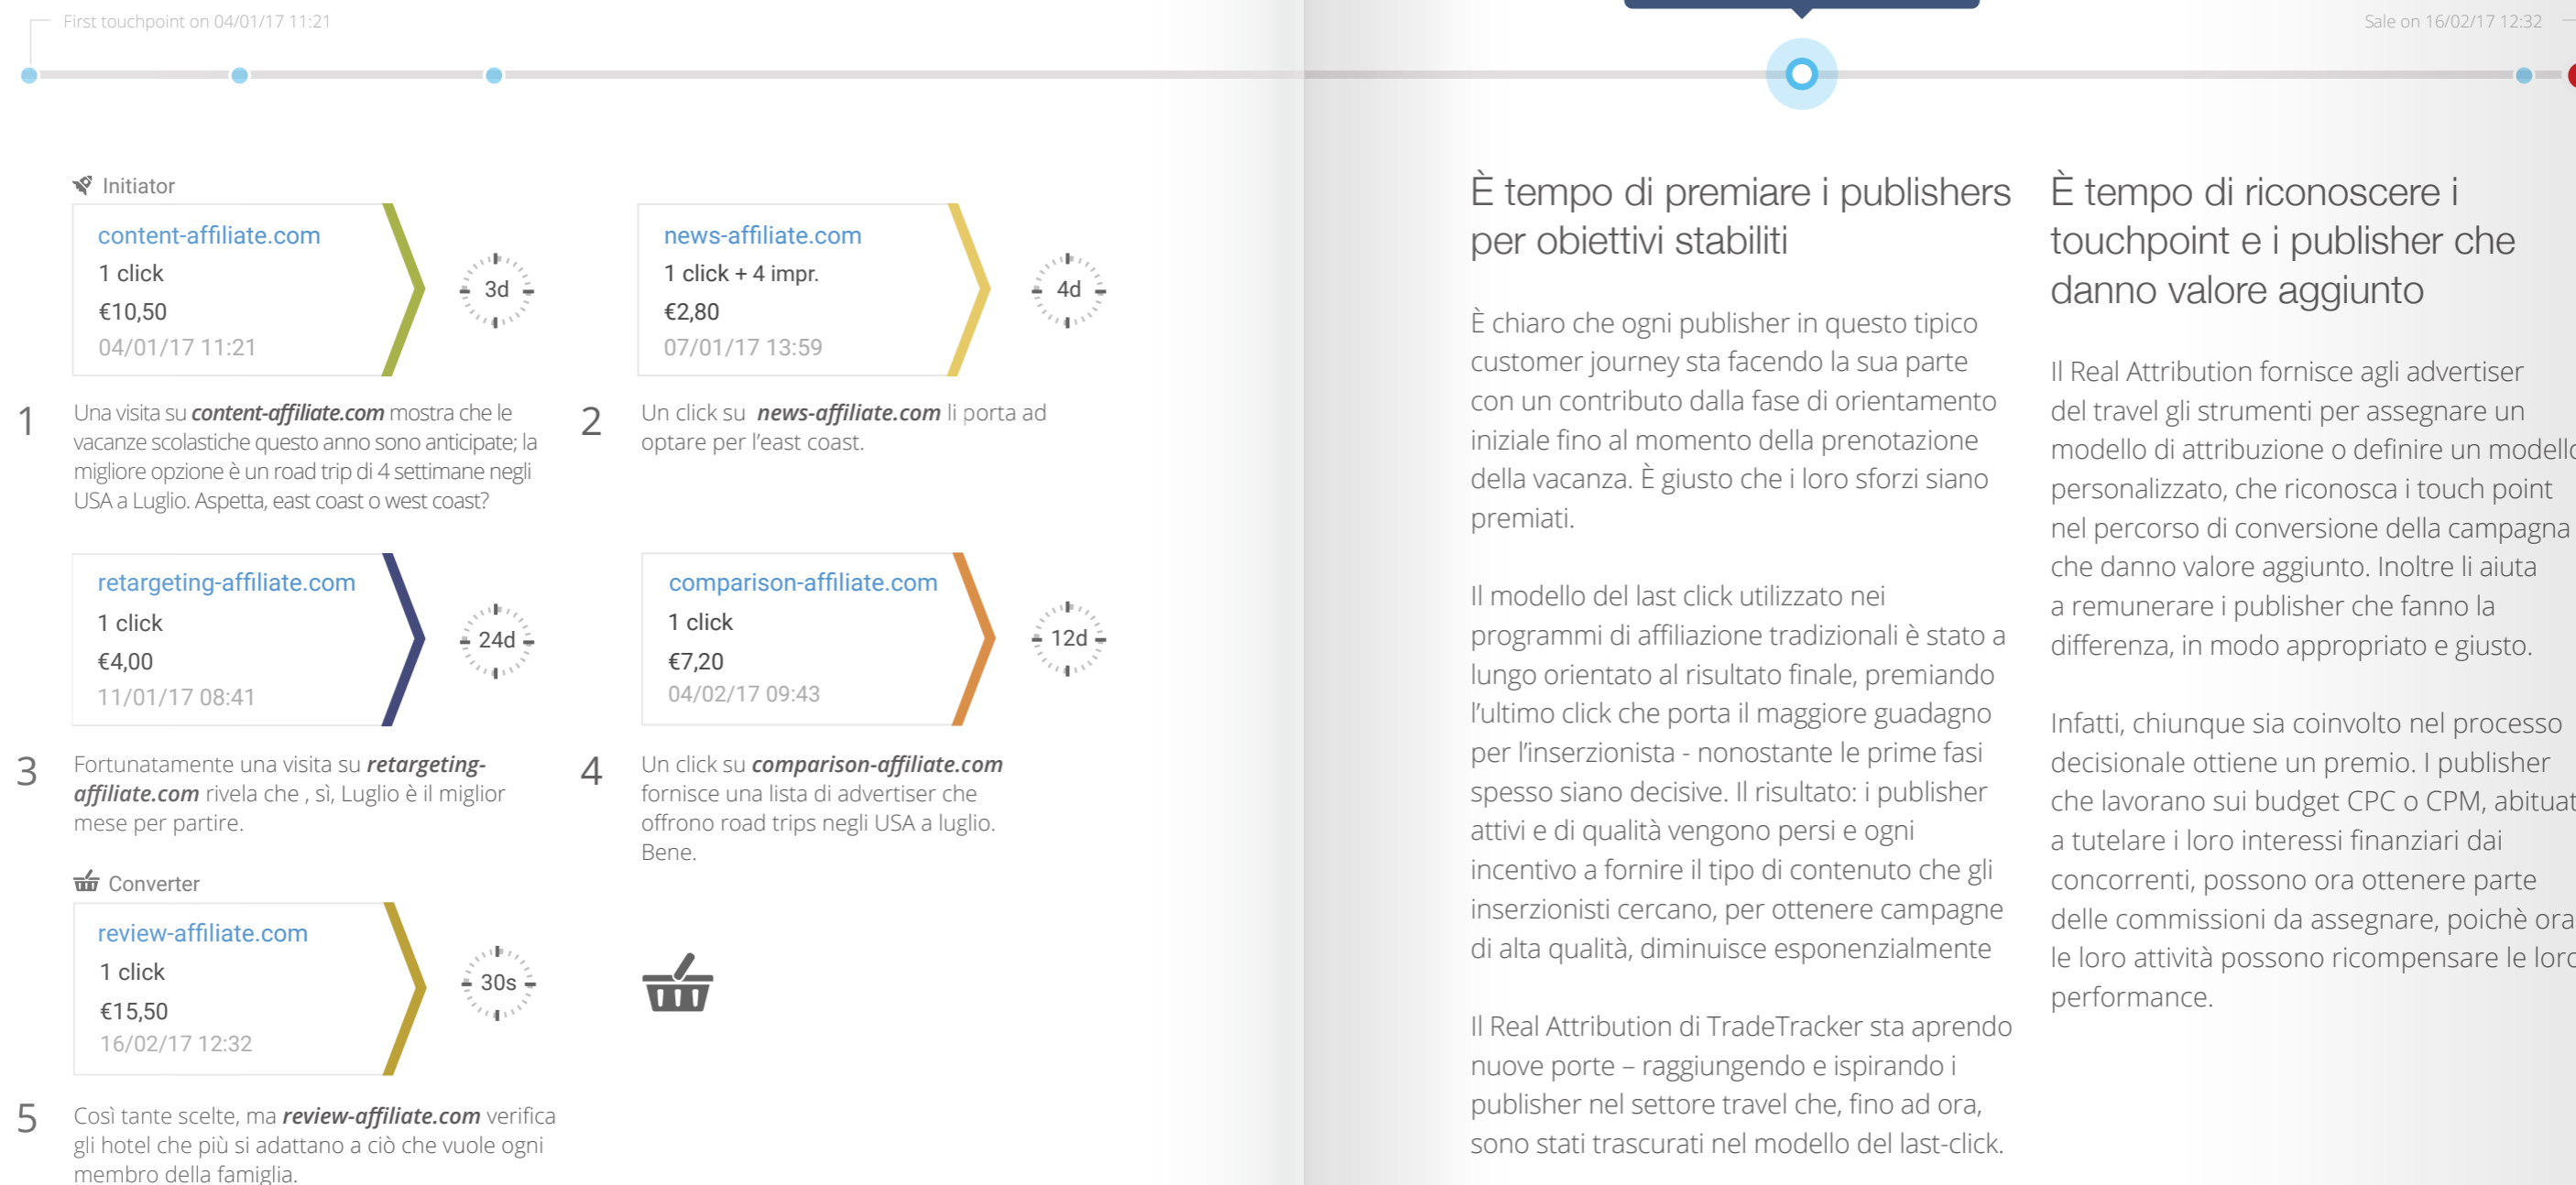 First touchpoint on 04/01/17 11:21
Sale on 16/02/17 12:32
Initiator
content-affiliate.com
1 click
€10,50
04/01/17 11:21
3d
news-affiliate.com
1 click + 4 impr.
€2,80
07/01/17 13:59
4d
1
Una visita su content-affiliate.com mostra che le
vacanze scolastiche questo anno sono anticipate; la
migliore opzione è un road trip di 4 settimane negli
USA a Luglio. Aspetta, east coast o west coast?
2
Un click su news-affiliate.com li porta ad
optare per l'east coast.
retargeting-affiliate.com
1 click
€4,00
11/01/17 08:41
24d
comparison-affiliate.com
1 click
€7,20
04/02/17 09:43
12d
3
Fortunatamente una visita su retargeting-
affiliate.com rivela che , sì, Luglio è il miglior
mese per partire.
4
Un click su comparison-affiliate.com
fornisce una lista di advertiser che
offrono road trips negli USA a luglio.
Bene.
Converter
review-affiliate.com
1 click
€15,50
16/02/17 12:32
30s
5
Così tante scelte, ma review-affiliate.com verifica
gli hotel che più si adattano a ciò che vuole ogni
membro della famiglia.
È tempo di premiare i publishers
per obiettivi stabiliti
È chiaro che ogni publisher in questo tipico
customer journey sta facendo la sua parte
con un contributo dalla fase di orientamento
iniziale fino al momento della prenotazione
della vacanza. È giusto che i loro sforzi siano
premiati.
Il modello del last click utilizzato nei
programmi di affiliazione tradizionali è stato a
lungo orientato al risultato finale, premiando
l'ultimo click che porta il maggiore guadagno
per l'inserzionista - nonostante le prime fasi
spesso siano decisive. Il risultato: i publisher
attivi e di qualità vengono persi e ogni
incentivo a fornire il tipo di contenuto che gli
inserzionisti cercano, per ottenere campagne
di alta qualità, diminuisce esponenzialmente
Il Real Attribution di TradeTracker sta aprendo
nuove porte – raggiungendo e ispirando i
publisher nel settore travel che, fino ad ora,
sono stati trascurati nel modello del last-click.
È tempo di riconoscere i
touchpoint e i publisher che
danno valore aggiunto
Il Real Attribution fornisce agli advertiser
del travel gli strumenti per assegnare un
modello di attribuzione o definire un modello
personalizzato, che riconosca i touch point
nel percorso di conversione della campagna
che danno valore aggiunto. Inoltre li aiuta
a remunerare i publisher che fanno la
differenza, in modo appropriato e giusto.
Infatti, chiunque sia coinvolto nel processo
decisionale ottiene un premio. I publisher
che lavorano sui budget CPC o CPM, abituat
a tutelare i loro interessi finanziari dai
concorrenti, possono ora ottenere parte
delle commissioni da assegnare, poichè ora
le loro attività possono ricompensare le loro
performance.